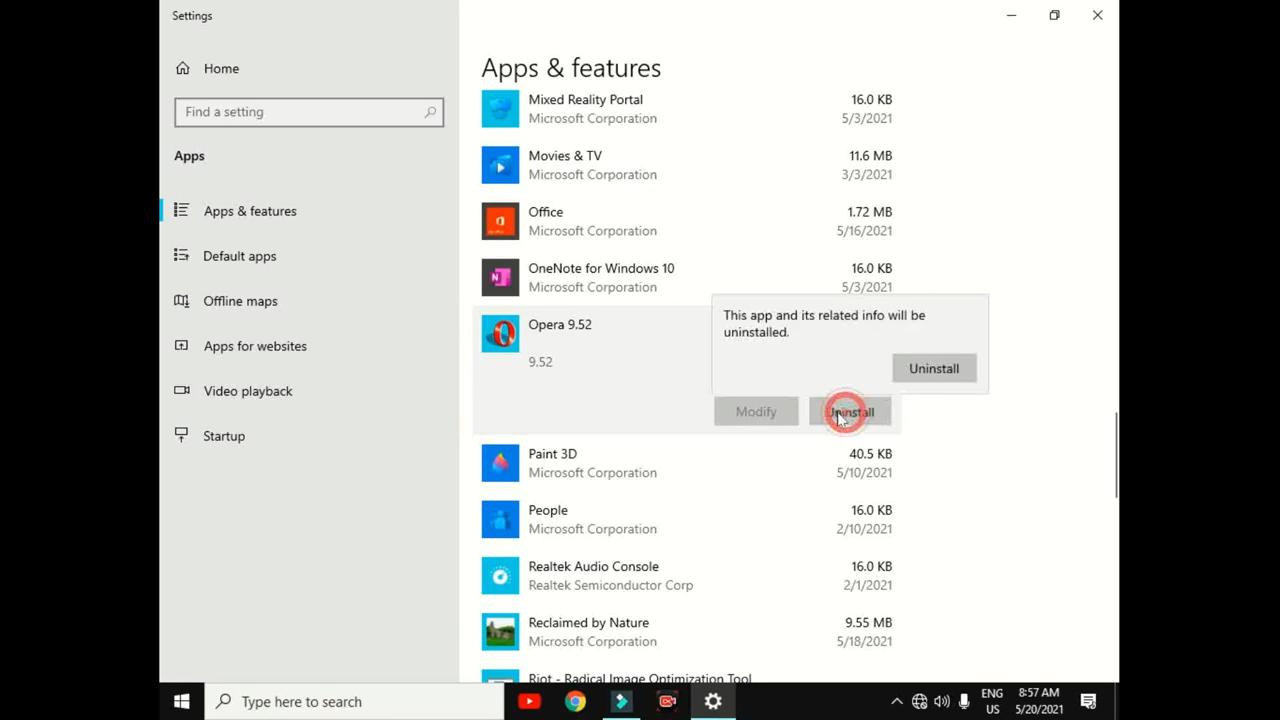 Settings
Home
Find a setting
Apps
Apps & features
Default apps
Offline maps
Apps for websites
Video playback
Startup
Apps & features
Mixed Reality Portal 16.0 KB
Microsoft Corporation 5/3/2021
Movies & TV 11.6 MB
Microsoft Corporation 3/3/2021
Office 1.72 MB
Microsoft Corporation 5/16/2021
OneNote for Windows 10 16.0 KB
Microsoft Corporation 5/3/2021
Opera 9.52
9.52
This app and its related info will be
uninstalled.
Uninstall
Modify Uninstall
Paint 3D 40.5 KB
Microsoft Corporation 5/10/2021
People 16.0 KB
Microsoft Corporation 2/10/2021
Realtek Audio Console 16.0 KB
Realtek Semiconductor Corp 2/1/2021
Reclaimed by Nature 9.55 MB
Microsoft Corporation 5/18/2021
Riot - Radical Image Optimization Tool
Type here to search
ENG 8:57 AM
US 5/20/2021